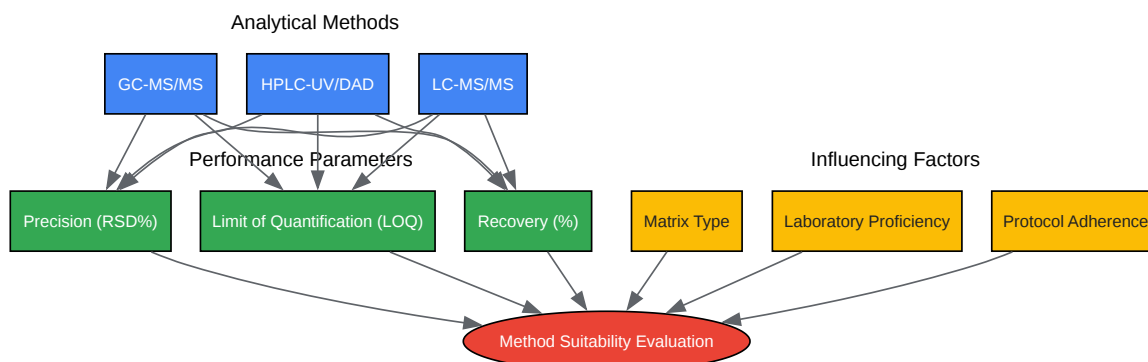 Analytical Methods
GC-MS/MS
HPLC-UV/DAD
LC-MS/MS
Performance Parameters
Influencing Factors
Precision (RSD%)
Limit of Quantification (LOQ)
Recovery (%)
Matrix Type
Laboratory Proficiency
Protocol Adherence
Method Suitability Evaluation